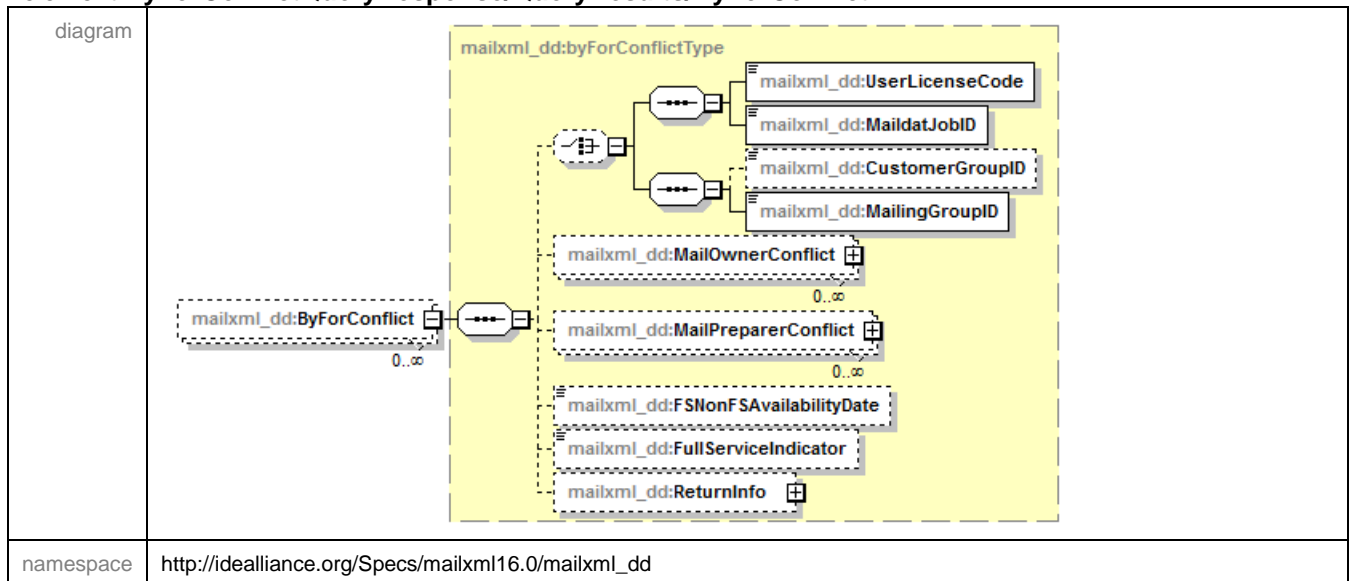 diagram
mailxml_dd:byForConflictType
mailxml_dd:UserLicenseCode
mailxml_dd:MaildatJobID
mailxml_dd:CustomerGroupID
mailxml_dd:MailingGroupID
mailxml_dd:MailOwnerConflict
0..∞
mailxml_dd:ByForConflict
0..∞
mailxml_dd:MailPreparerConflict
0..∞
mailxml_dd:FSNonFSAvailabilityDate
mailxml_dd:FullServiceIndicator
mailxml_dd:ReturnInfo
namespace http://idealliance.org/Specs/mailxml16.0/mailxml_dd